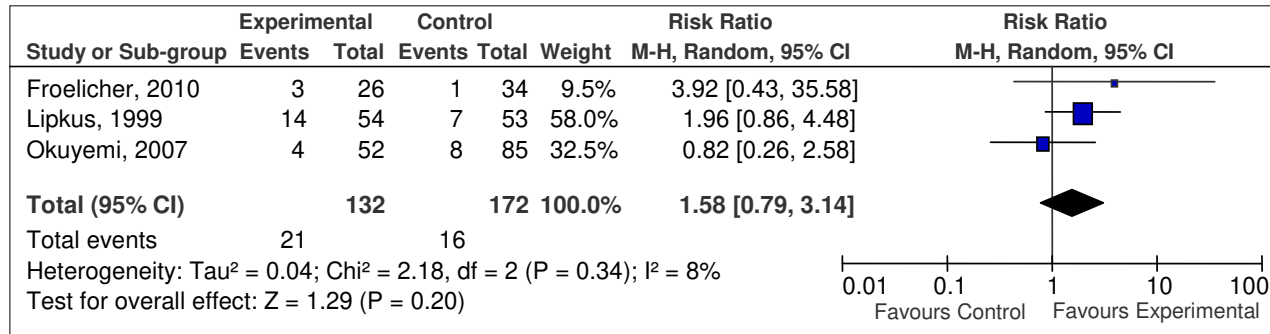 Experimental Control Risk Ratio Risk Ratio
Study or Sub-group Events Total Events Total Weight M-H, Random, 95% CI M-H, Random, 95% CI
Froelicher, 2010 3 26 1 34 9.5% 3.92 [0.43, 35.58]
Lipkus, 1999 14 54 7 53 58.0% 1.96 [0.86, 4.48]
Okuyemi, 2007 4 52 8 85 32.5% 0.82 [0.26, 2.58]
Total (95% CI) 132 172 100.0% 1.58 [0.79, 3.14]
Total events 21 16
Heterogeneity: Tau² = 0.04; Chi² = 2.18, df = 2 (P = 0.34); I² = 8%
Test for overall effect: Z = 1.29 (P = 0.20)
0.01 0.1 1 10 100
Favours Control Favours Experimental